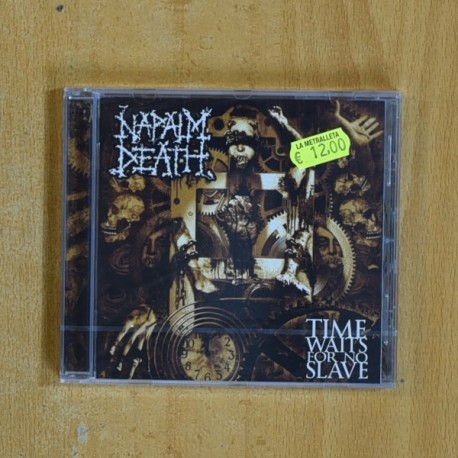 NAPALM
DEATH
LA METRALLETA
€ 12,00
TIME
WAITS
FOR NO
SLAVE